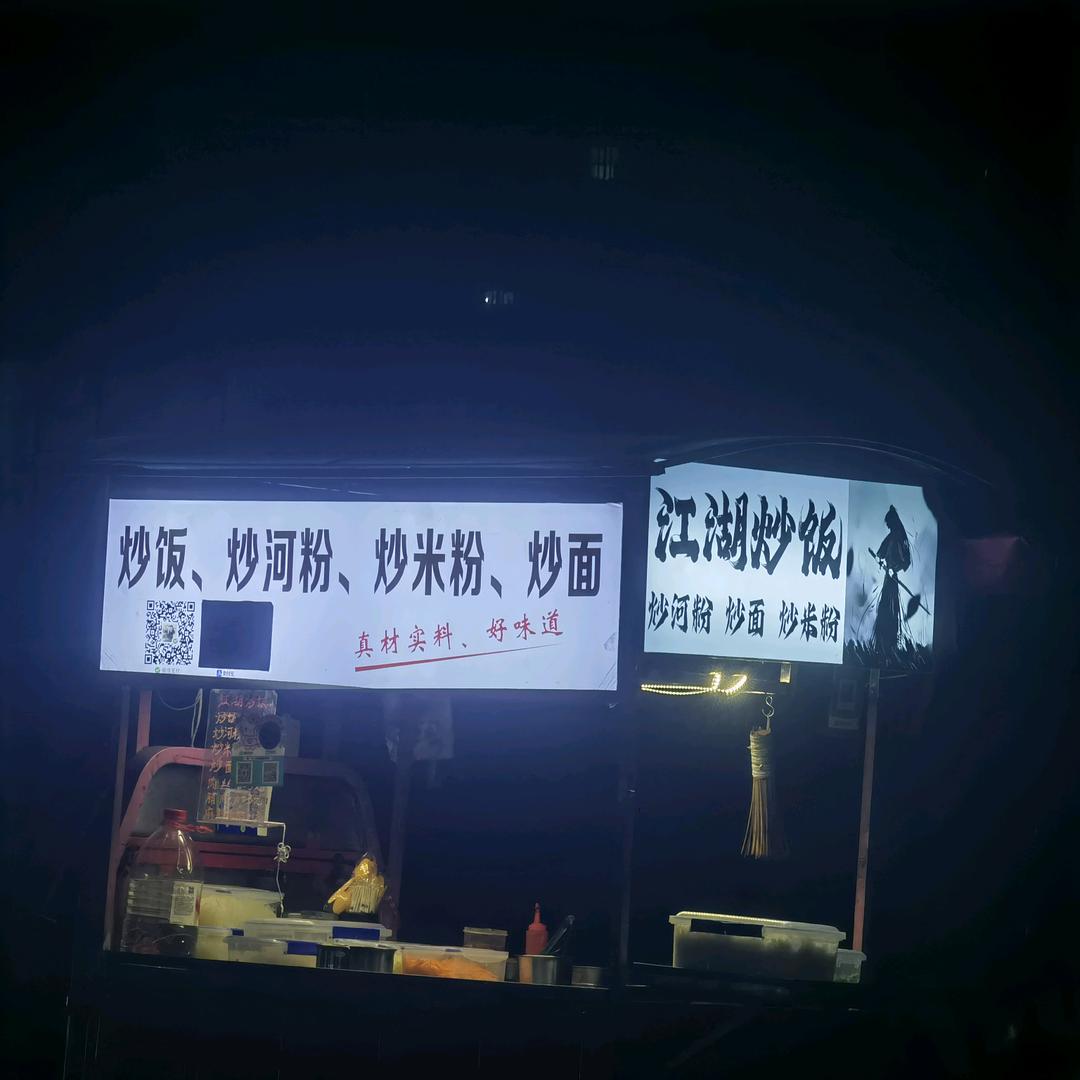 炒饭、炒河粉、炒米粉、炒面
真材实料、好味道
江湖炒饭
炒河粉 炒面 炒米粉